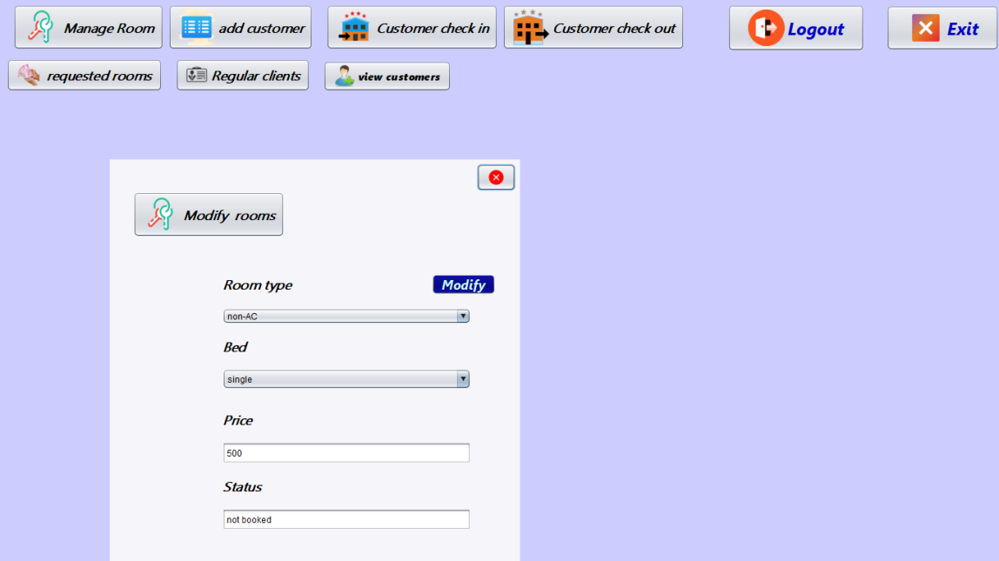 Manage Room
add customer
Customer check in
Customer check out
Logout
Exit
requested rooms
Regular clients
view customers
Modify rooms
Room type
Modify
non-AC
Bed
single
Price
500
Status
not booked